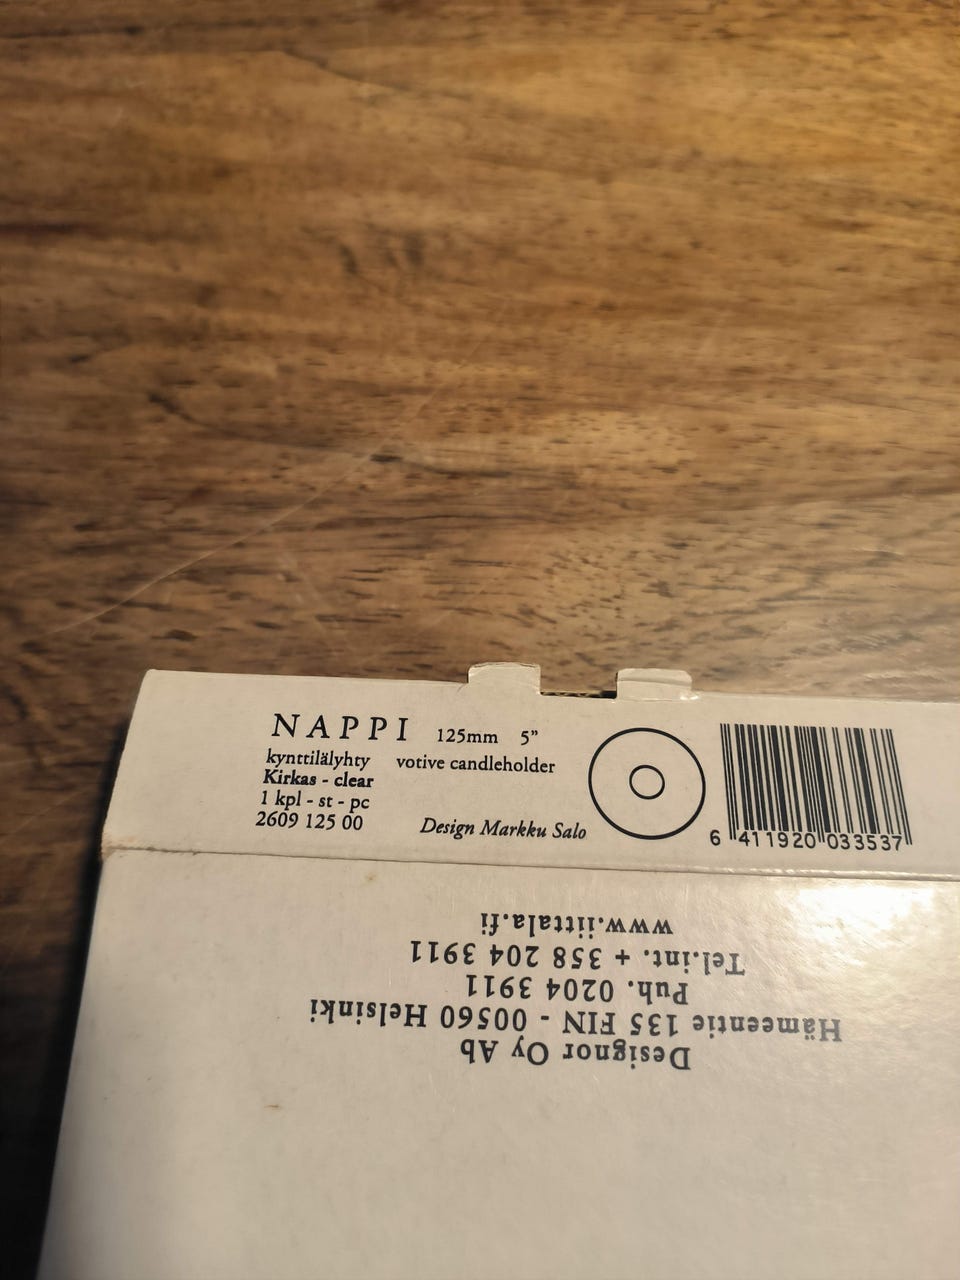 NAPPI 125mm 5"
kynttilälyhty votive candleholder
Kirkas - clear
1 kpl - st - pc
2609 125 00
Design Markku Salo
6 411920 033537
Designor Oy Ab
Hämeentie 135 FIN - 00560 Helsinki
Puh. 0204 3911
Tel.int. + 358 204 3911
www.iittala.fi